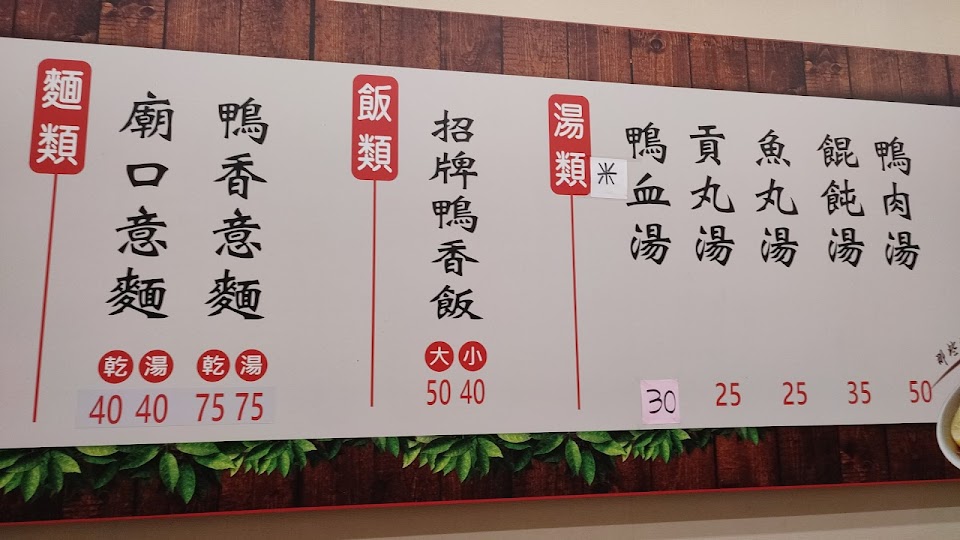 麵類
廟口意麵
乾 湯
40 40
鴨香意麵
乾 湯
75 75
飯類
招牌鴨香飯
大 小
50 40
湯類
米
鴨血湯
30
貢丸湯
25
魚丸湯
25
餛飩湯
35
鴨肉湯
50